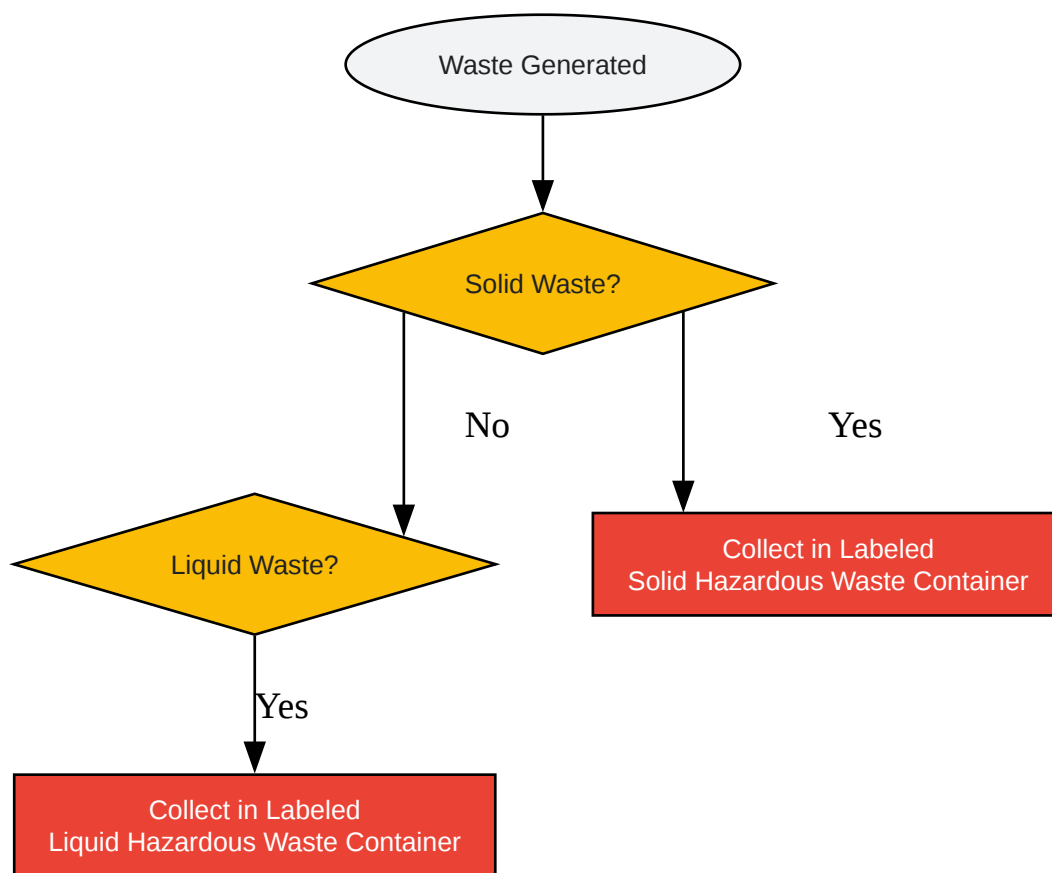 Waste Generated
Solid Waste?
No
Yes
Liquid Waste?
Collect in Labeled
Solid Hazardous Waste Container
Yes
Collect in Labeled
Liquid Hazardous Waste Container